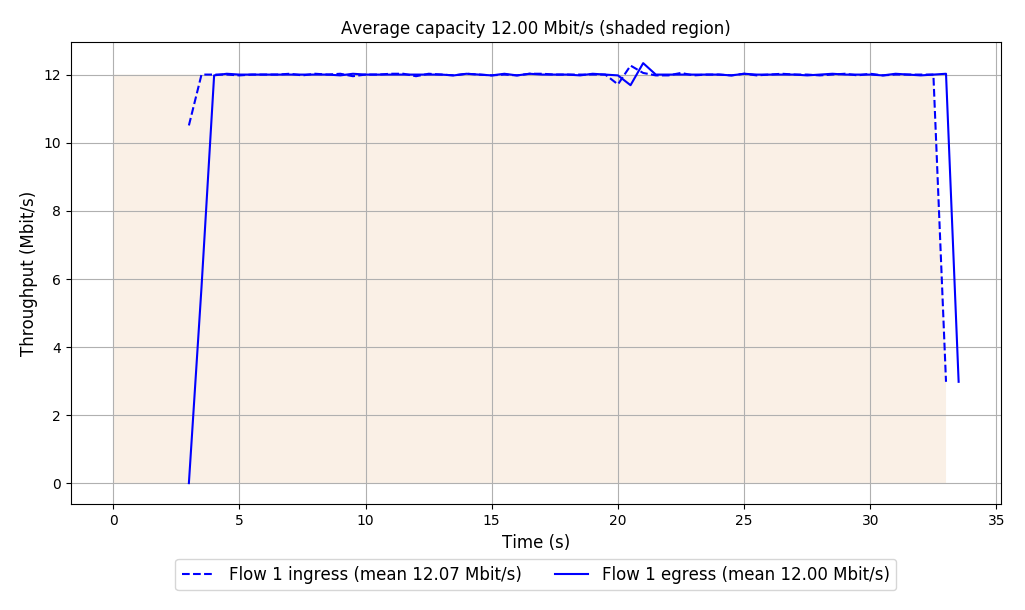 Average capacity 12.00 Mbit/s (shaded region)
Throughput (Mbit/s)
12
10
8
6
4
2
0
0 5 10 15 20 25 30 35
Time (s)
Flow 1 ingress (mean 12.07 Mbit/s) Flow 1 egress (mean 12.00 Mbit/s)